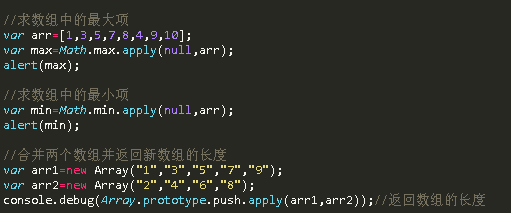 //求数组中的最大项
var arr=[1,3,5,7,8,4,9,10];
var max=Math.max.apply(null,arr);
alert(max);
//求数组中的最小项
var min=Math.min.apply(null,arr);
alert(min);
//合并两个数组并返回新数组的长度
var arr1=new Array("1","3","5","7","9");
var arr2=new Array("2","4","6","8");
console.debug(Array.prototype.push.apply(arr1,arr2));//返回数组的长度